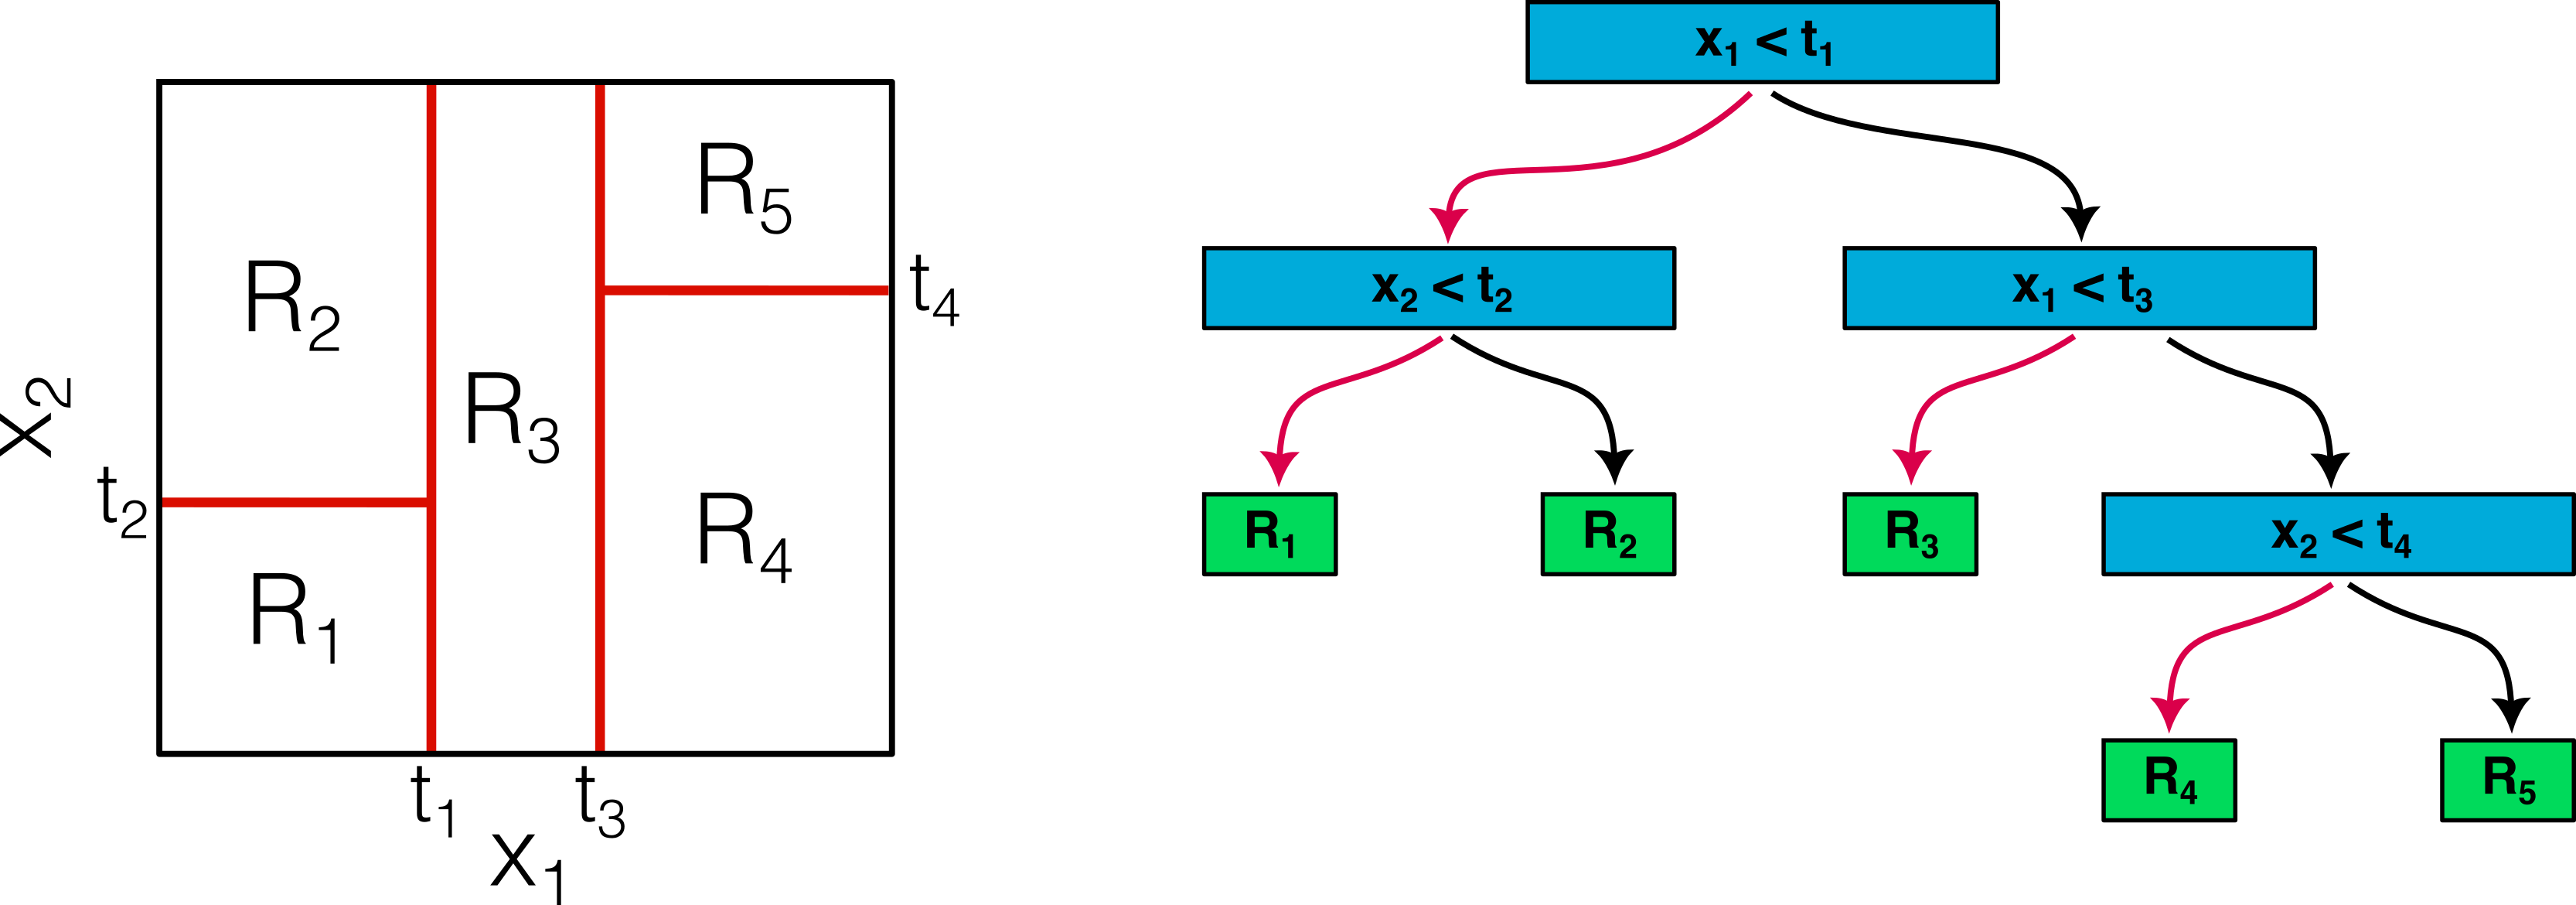 R₅
R₂
t₄
R₃
X₂
t₂
R₄
R₁
t₁
t₃
X₁
x₁ < t₁
x₂ < t₂
x₁ < t₃
R₁
R₂
R₃
x₂ < t₄
R₄
R₅